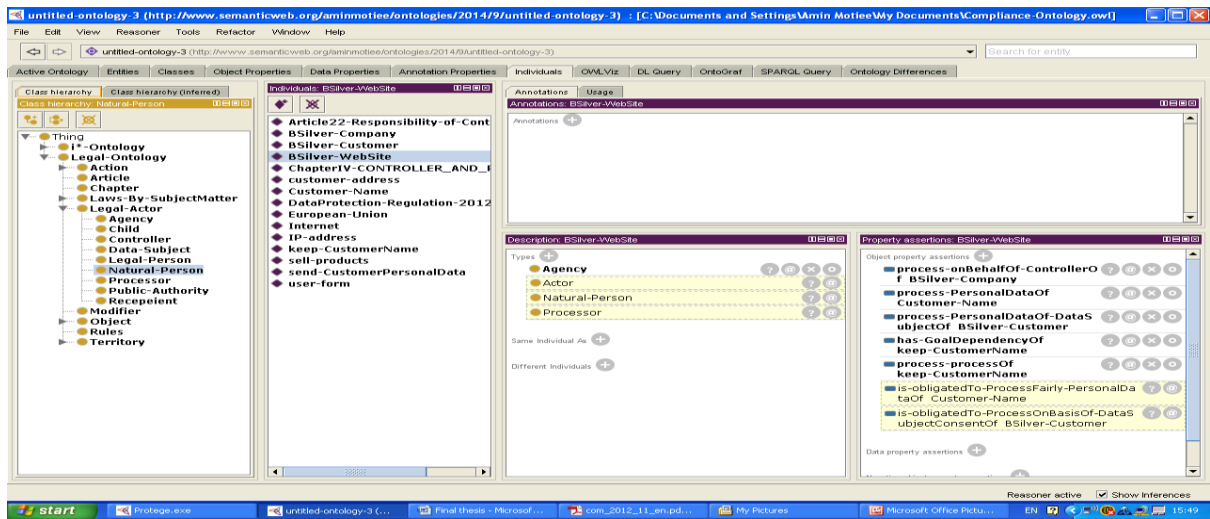 untitled-ontology-3 (http://www.semanticweb.org/aminmotiee/ontologies/2014/9/untitled-ontology-3) : [C:\Documents and Settings\Amin Motiee\My Documents\Compliance-Ontology.owl]
File Edit View Reasoner Tools Refactor Window Help
untitled-ontology-3 (http://www.semanticweb.org/aminmotiee/ontologies/2014/9/untitled-ontology-3)
Search for entity
Active Ontology Entities Classes Object Properties Data Properties Annotation Properties Individuals OWLViz DL Query OntoGraf SPARQL Query Ontology Differences
Class hierarchy Class hierarchy (inferred)
Class hierarchy: Natural-Person
Thing
i*-Ontology
Legal-Ontology
Action
Article
Chapter
Laws-By-SubjectMatter
Legal-Actor
Agency
Child
Controller
Data-Subject
Legal-Person
Natural-Person
Processor
Public-Authority
Recepeient
Modifier
Object
Rules
Territory
Individuals: BSilver-WebSite
Article22-Responsibility-of-Cont
BSilver-Company
BSilver-Customer
BSilver-WebSite
ChapterIV-CONTROLLER_AND_
customer-address
Customer-Name
DataProtection-Regulation-2012
European-Union
Internet
IP-address
keep-CustomerName
sell-products
send-CustomerPersonalData
user-form
Annotations Usage
Annotations: BSilver-WebSite
Annotations
Description: BSilver-WebSite
Types
Agency
Actor
Natural-Person
Processor
Same Individual As
Different Individuals
Property assertions: BSilver-WebSite
Object property assertions
process-onBehalfOf-ControllerO
f BSilver-Company
process-PersonalDataOf
Customer-Name
process-PersonalDataOf-DataS
ubjectOf BSilver-Customer
has-GoalDependencyOf
keep-CustomerName
process-processOf
keep-CustomerName
is-obligatedTo-ProcessFairly-PersonalDa
taOf Customer-Name
is-obligatedTo-ProcessOnBasisOf-DataS
ubjectConsentOf BSilver-Customer
Data property assertions
Reasoner active Show Inferences
start Protege.exe untitled-ontology-3 (... Final thesis - Microsof... com_2012_11_en.pd... My Pictures Microsoft Office Pictu... EN 15:49